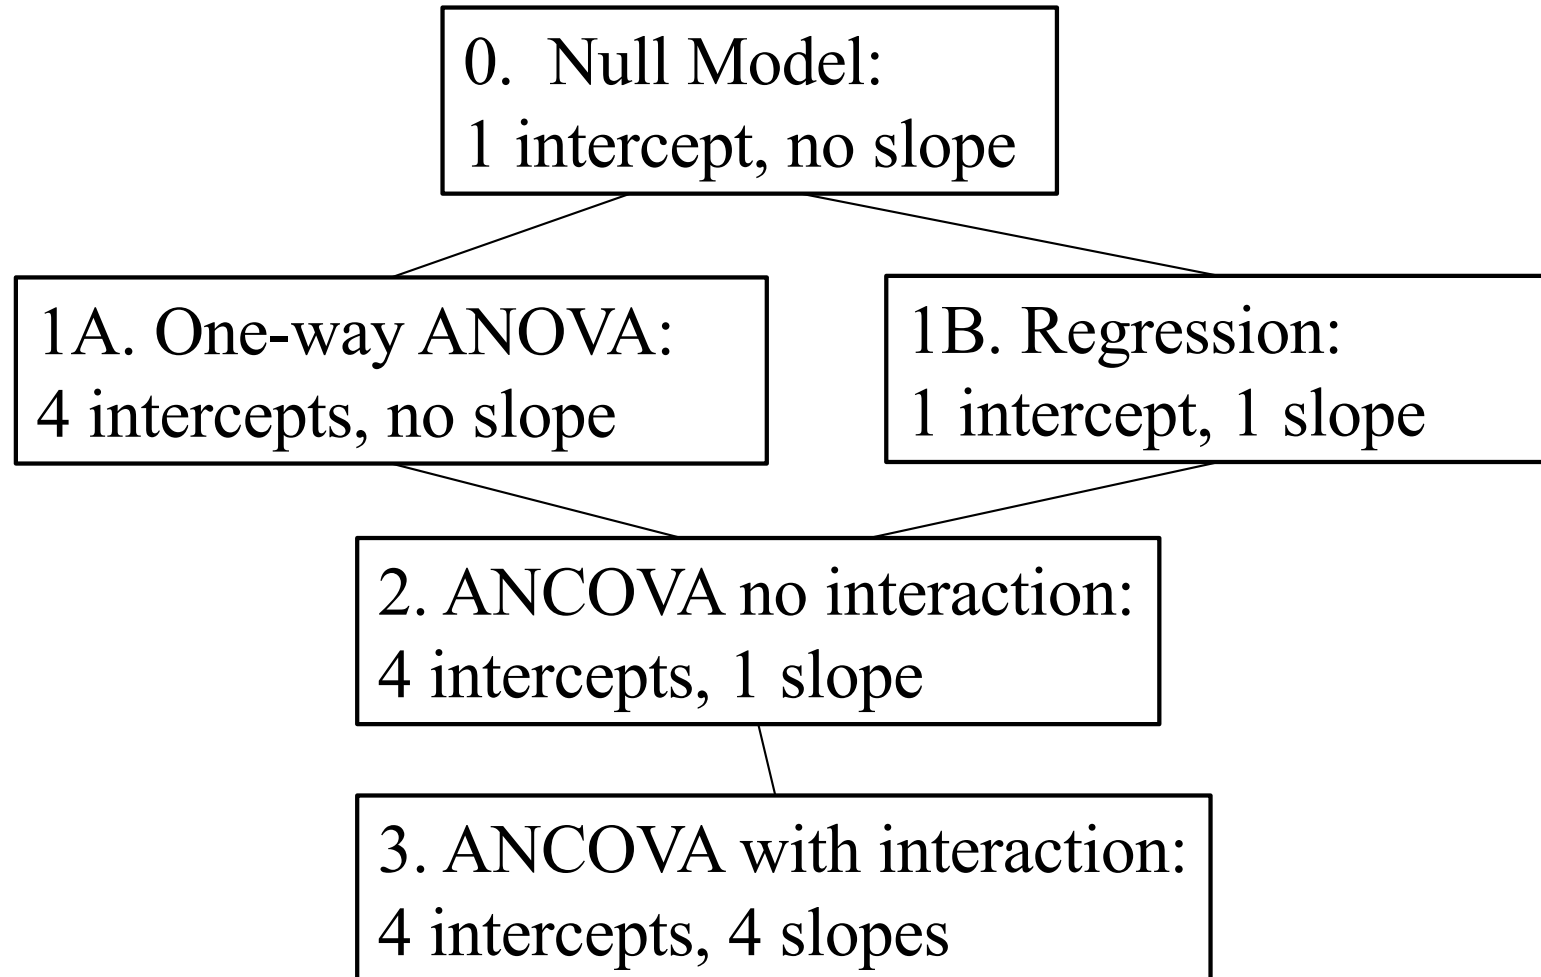 0. Null Model:
1 intercept, no slope
1A. One-way ANOVA:
4 intercepts, no slope
1B. Regression:
1 intercept, 1 slope
2. ANCOVA no interaction:
4 intercepts, 1 slope
3. ANCOVA with interaction:
4 intercepts, 4 slopes